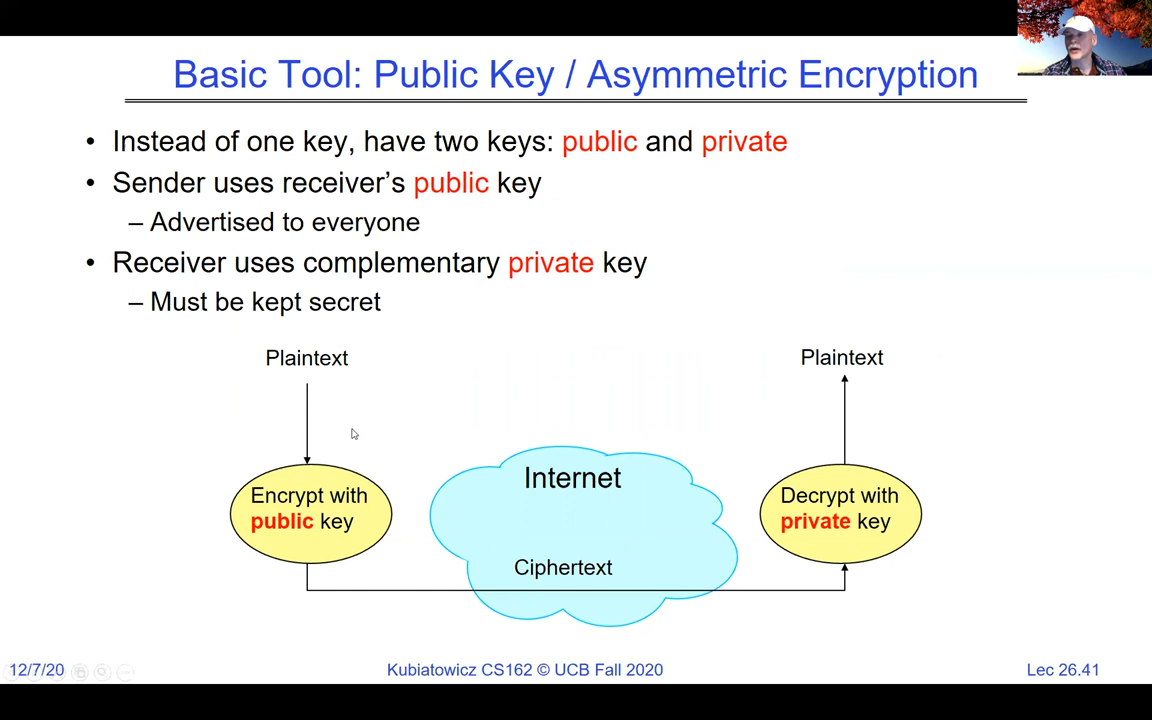 Basic Tool: Public Key / Asymmetric Encryption
• Instead of one key, have two keys: public and private
• Sender uses receiver's public key
– Advertised to everyone
• Receiver uses complementary private key
– Must be kept secret
Plaintext
Plaintext
Internet
Encrypt with
public key
Decrypt with
private key
Ciphertext
12/7/20
Kubiatowicz CS162 © UCB Fall 2020
Lec 26.41